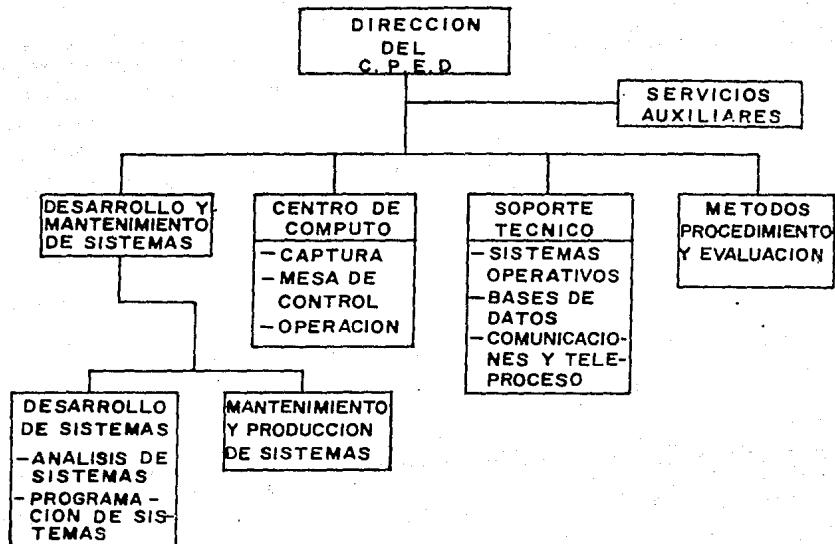 DIRECCION
DEL
C. P. E. D
SERVICIOS
AUXILIARES
DESARROLLO Y
MANTENIMIENTO
DE SISTEMAS
CENTRO DE
COMPUTO
- CAPTURA
- MESA DE
CONTROL
- OPERACION
SOPORTE
TECNICO
- SISTEMAS
OPERATIVOS
- BASES DE
DATOS
- COMUNICACIO-
NES Y TELE-
PROCESO
METODOS
PROCEDIMIENTO
Y EVALUACION
DESARROLLO
DE SISTEMAS
- ANALISIS DE
SISTEMAS
- PROGRAMA -
CION DE SIS-
TEMAS
MANTENIMIENTO
Y PRODUCCION
DE SISTEMAS